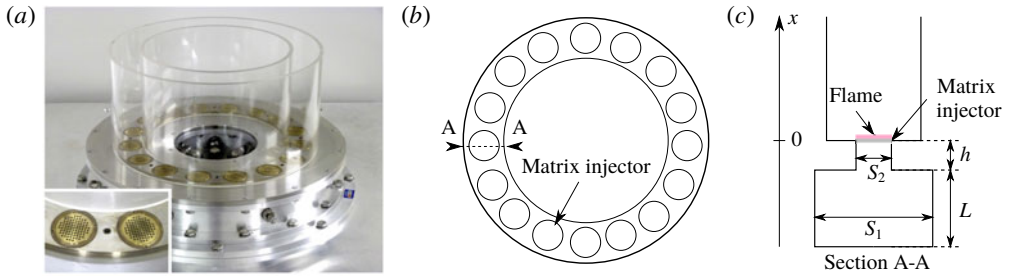 (a)
(b)
A
A
Matrix injector
(c)
x
Flame
Matrix
injector
0
h
S2
L
S1
Section A-A